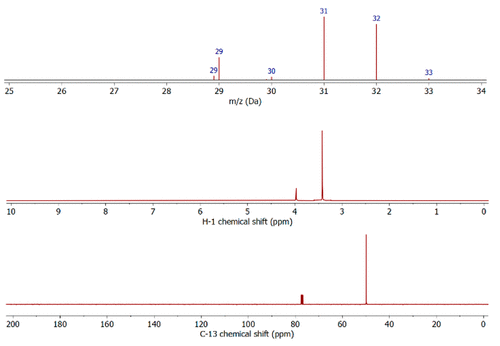 31
32
29
29
30
33
25 26 27 28 29 30 31 32 33 34
m/z (Da)
10 9 8 7 6 5 4 3 2 1 0
H-1 chemical shift (ppm)
200 180 160 140 120 100 80 60 40 20 0
C-13 chemical shift (ppm)